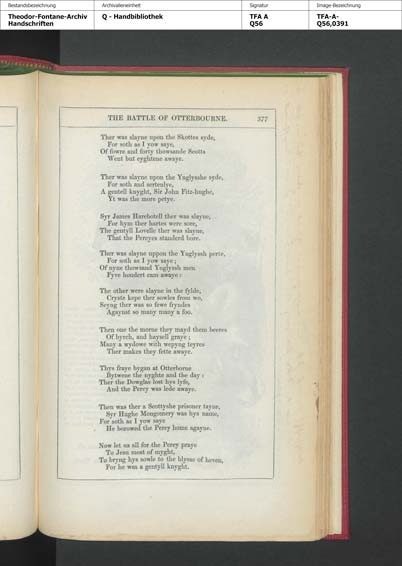 Bestandsbezeichnung
Archivalieneinheit
Signatur
Image-Bezeichnung
Theodor-Fontane-Archiv
Handschriften
Q - Handbibliothek
TFA A
Q56
TFA-A-
Q56,0391
THE BATTLE OF OTTERBOURNE. 377
Ther was slayne upon the Skottes syde,
For soth as I yow saye,
Of fowre and forty thowsande Scotts
Went but eyghtene awaye.
Ther was slayne upon the Ynglysshe syde,
For soth and sertenlye,
A gentell knyght, Sir John Fitz-hughe,
Yt was the more petye.
Syr James Harebotell ther was slayne,
For hym ther hartes were sore,
The gentyll Lovelle ther was slayne,
That the Percyes standerd bore.
Ther was slayne uppon the Ynglyssh perte,
For soth as I yow saye;
Of nyne thowsand Ynglyssh men
Fyve hondert cam awaye:
The other were slayne in the fylde,
Cryste kepe ther sowles from wo,
Seyng ther was so fewe fryndes
Agaynst so many many a foo.
Then one the morne they mayd them beeres
Of byrch, and haysell graye;
Many a wydowe with wepyng teyres
Ther makes they fette awaye.
Thys fraye bygan at Otterborne
Bytwene the nyghte and the day:
Ther the Dowglas lost hys lyfe,
And the Percy was lede awaye.
Then was ther a Scottyshe prisoner tayne,
Syr Hughe Mongomery was hys name,
For soth as I yow saye
He borowed the Percy home agayne.
Now let us all for the Percy praye
To Jesu most of myght,
To bryng hys sowle to the blysse of heven,
For he was a gentyll knyght.